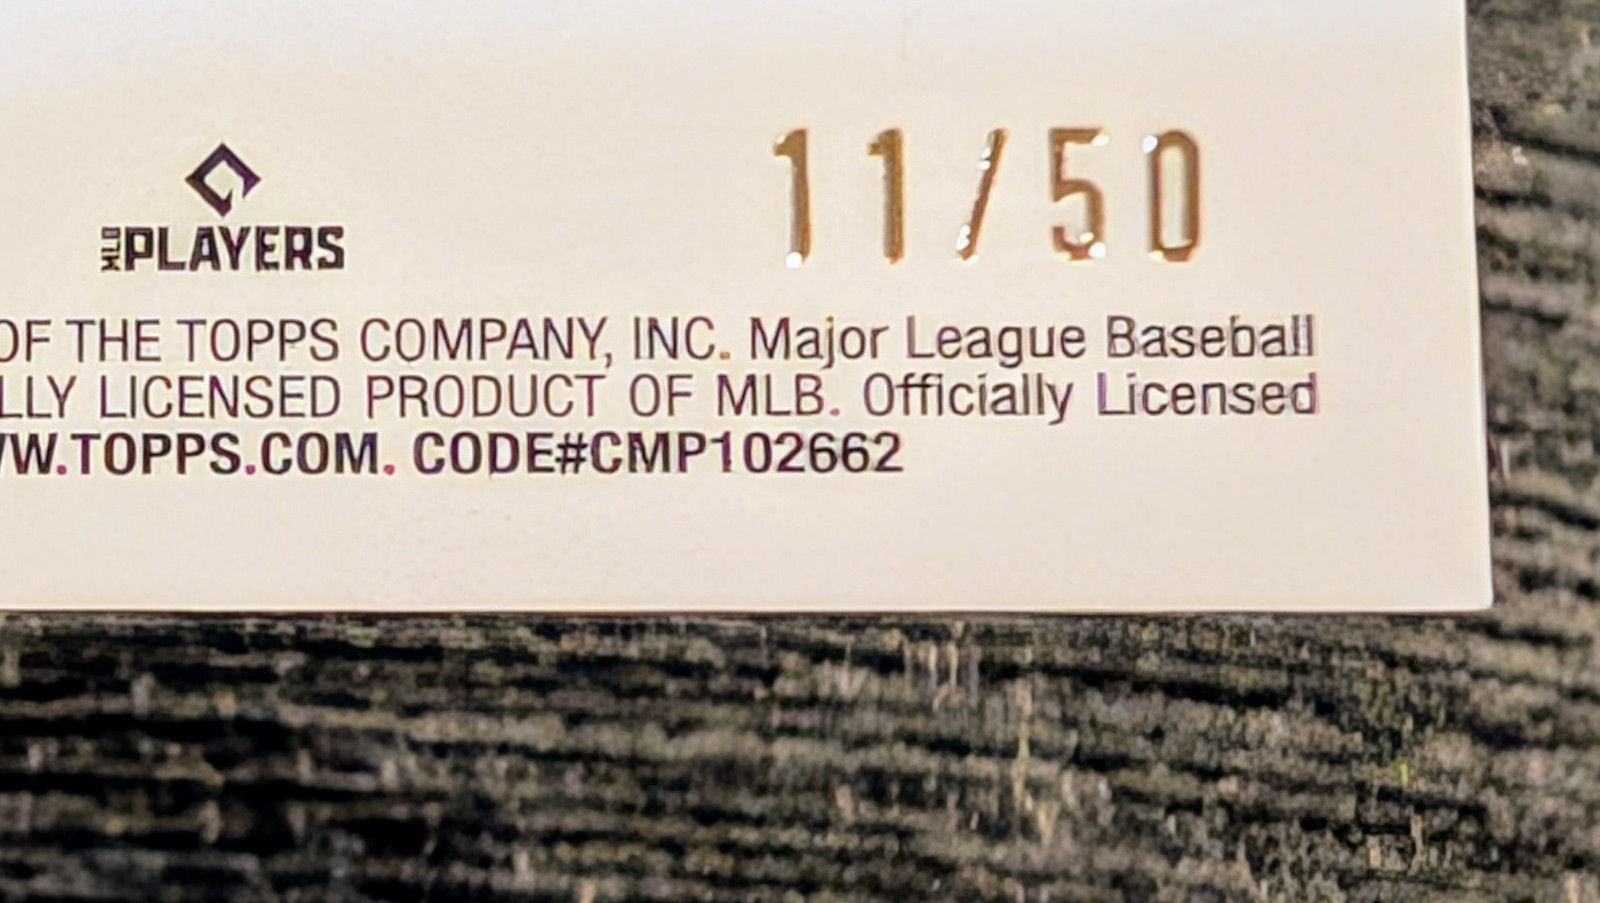 11/50
MLB PLAYERS
OF THE TOPPS COMPANY, INC. Major League Baseball
LLY LICENSED PRODUCT OF MLB. Officially Licensed
W.TOPPS.COM. CODE#CMP102662